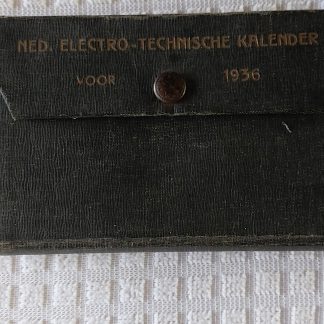 NED. ELECTRO-TECHNISCHE KALENDER
VOOR 1936